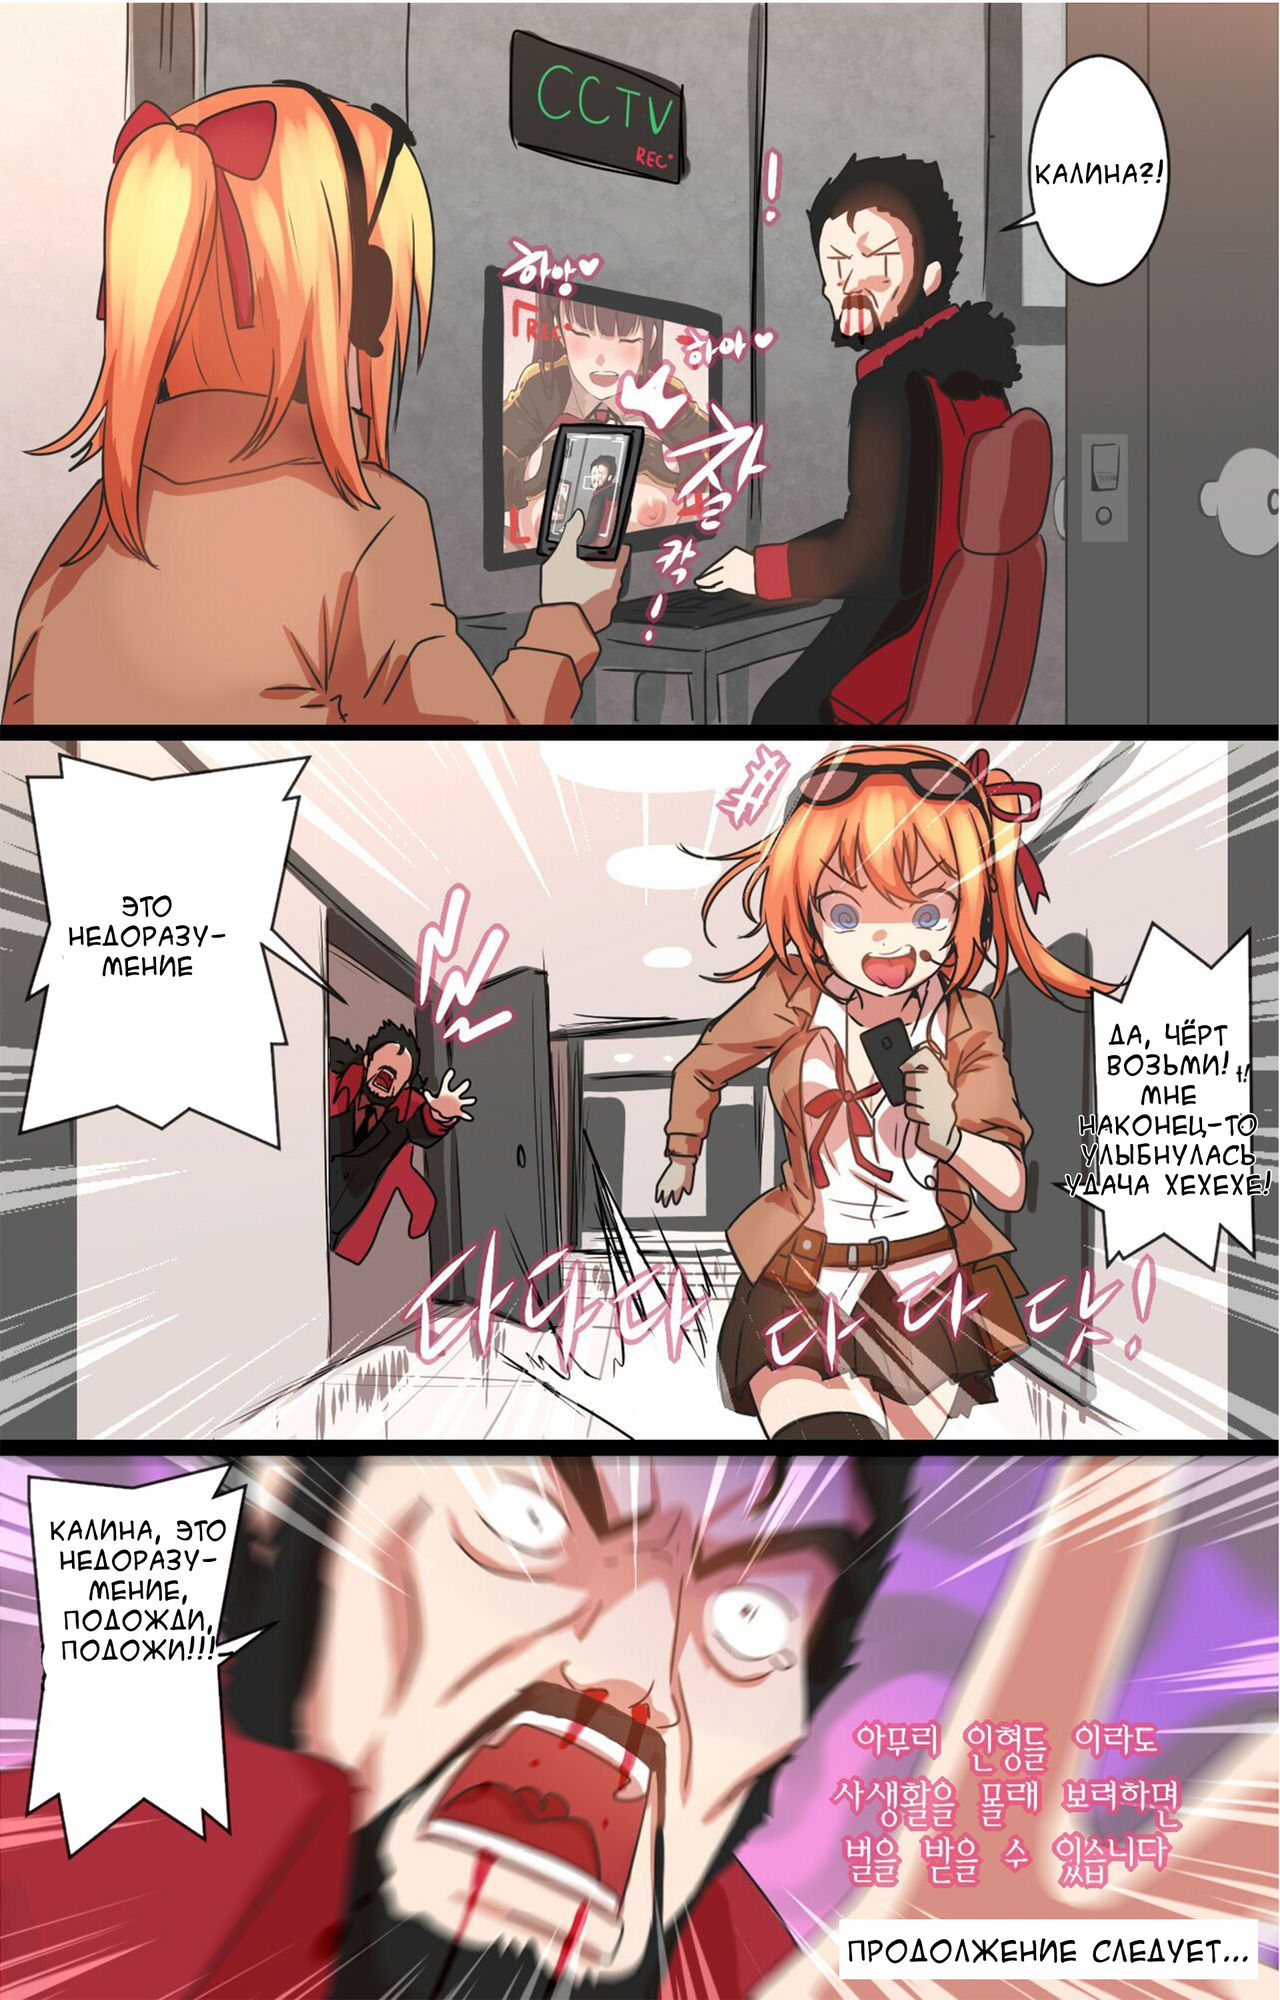 CCTV
REC
КАЛИНА?!
!
하앙♥
REC
하아♥
찰
칵
!
ЭТО
НЕДОРАЗУ-
МЕНИЕ
ДА, ЧЁРТ
ВОЗЬМИ!
МНЕ
НАКОНЕЦ-ТО
УЛЫБНУЛАСЬ
УДАЧА ХЕХЕХЕ!
다다다 다다닷!
КАЛИНА, ЭТО
НЕДОРАЗУ-
МЕНИЕ,
ПОДОЖДИ,
ПОДОЖИ!!!
아무리 인형들 이라도
사생활을 몰래 보려하면
벌을 받을 수 있습니다
ПРОДОЛЖЕНИЕ СЛЕДУЕТ...